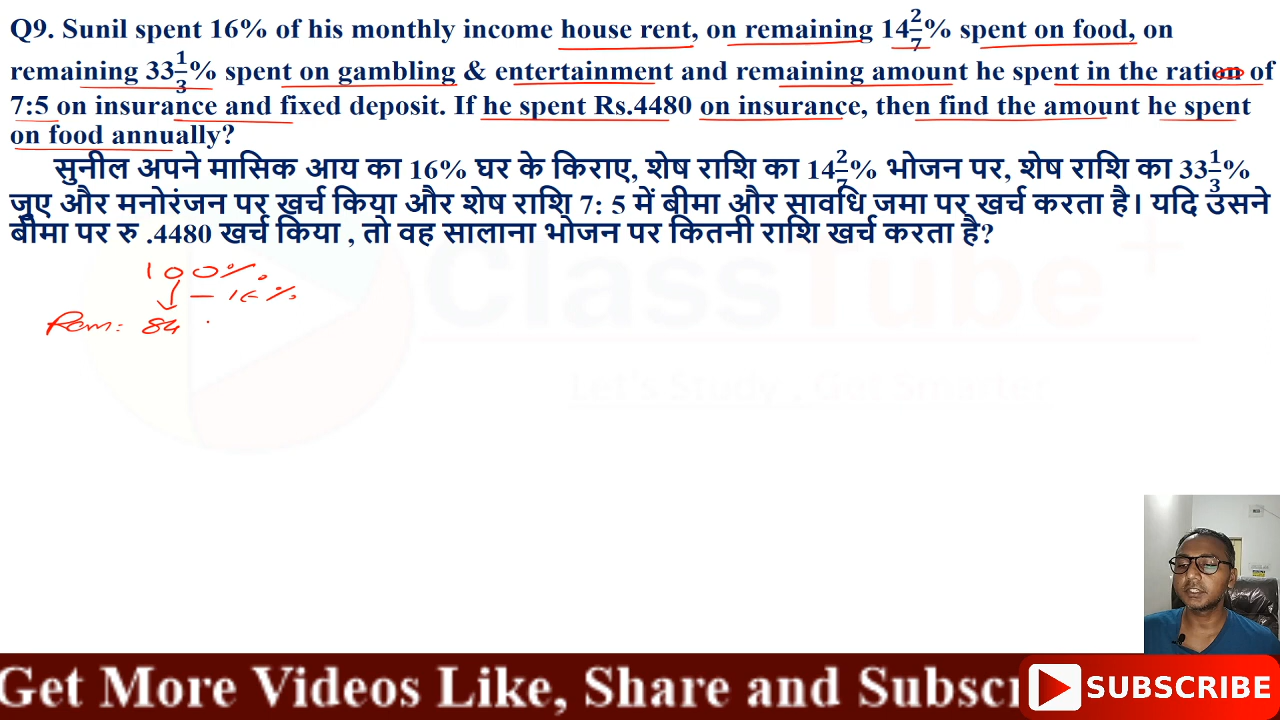 Q9. Sunil spent 16% of his monthly income house rent, on remaining 14 2/7% spent on food, on
remaining 33 1/3% spent on gambling & entertainment and remaining amount he spent in the ration of
7:5 on insurance and fixed deposit. If he spent Rs.4480 on insurance, then find the amount he spent
on food annually?
सुनील अपने मासिक आय का 16% घर के किराए, शेष राशि का 14 2/7% भोजन पर, शेष राशि का 33 1/3%
जुए और मनोरंजन पर खर्च किया और शेष राशि 7: 5 में बीमा और सावधि जमा पर खर्च करता है। यदि उसने
बीमा पर रु .4480 खर्च किया , तो वह सालाना भोजन पर कितनी राशि खर्च करता है?
100%
- 16%
Rem: 84
ClassTube+
Let's Study , Get Smarter
Get More Videos Like, Share and Subscr
SUBSCRIBE